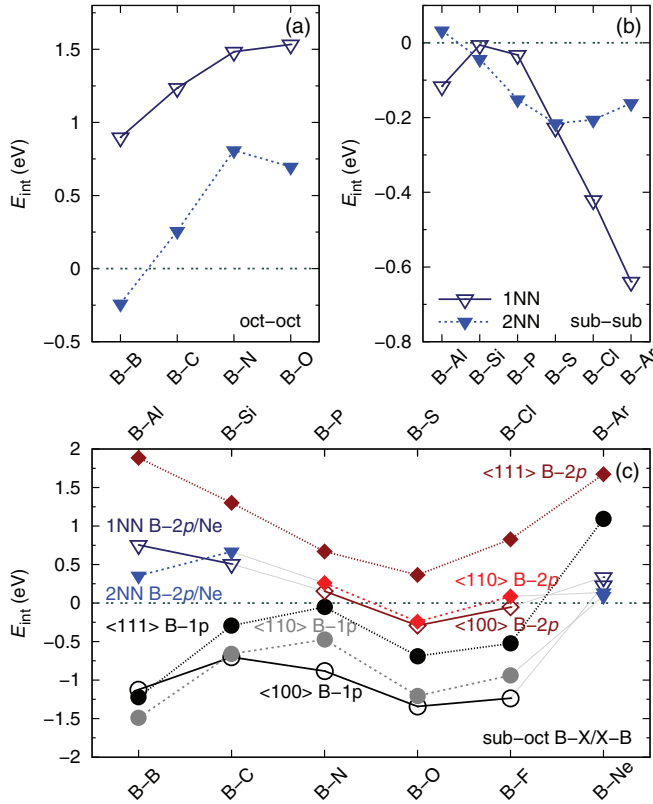 (a)
1.5
1
0.5
0
−0.5
E_int (eV)
oct−oct
B−B
B−C
B−N
B−O
(b)
0
−0.2
−0.4
−0.6
−0.8
E_int (eV)
1NN
2NN
sub−sub
B−Al
B−Si
B−P
B−S
B−Cl
B−Ar
B−Al
B−Si
B−P
B−S
B−Cl
B−Ar
(c)
2
1.5
1
0.5
0
−0.5
−1
−1.5
−2
E_int (eV)
<111> B−2p
1NN B−2p/Ne
2NN B−2p/Ne
<110> B−2p
<111> B−1p
<110> B−1p
<100> B−2p
<100> B−1p
sub−oct B−X/X−B
B−B
B−C
B−N
B−O
B−F
B−Ne